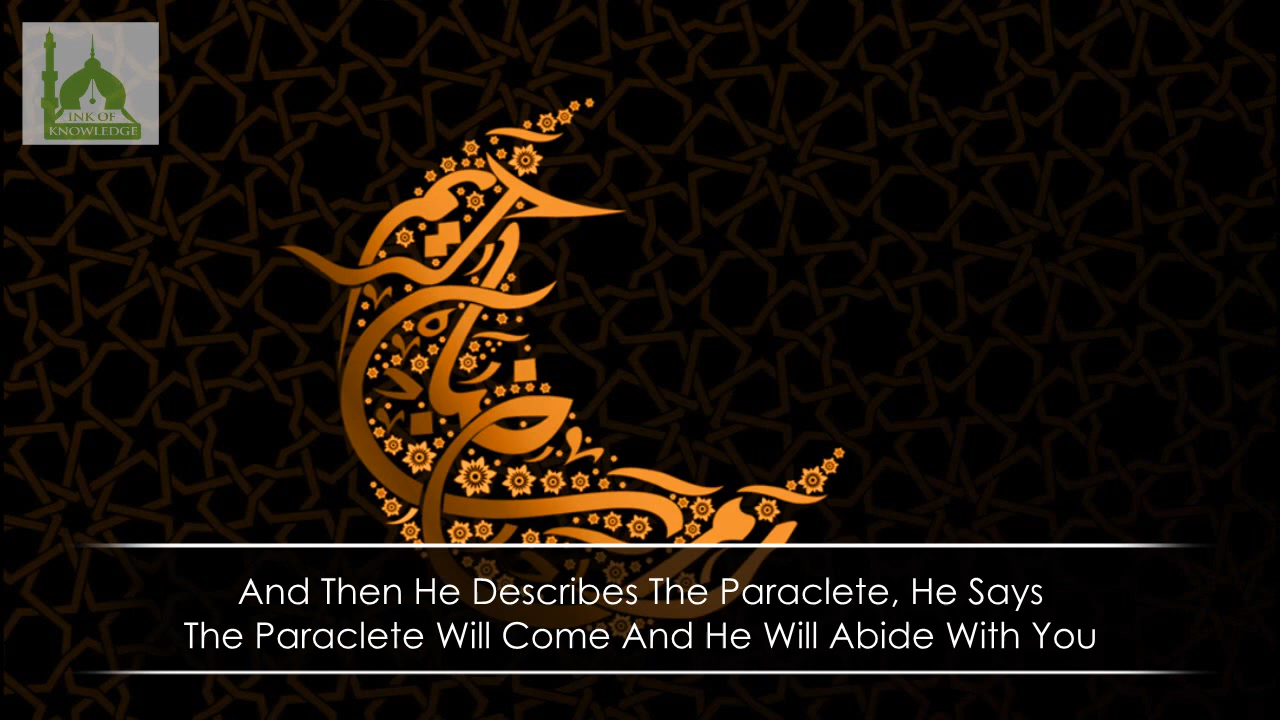 INK OF
KNOWLEDGE
And Then He Describes The Paraclete, He Says
The Paraclete Will Come And He Will Abide With You